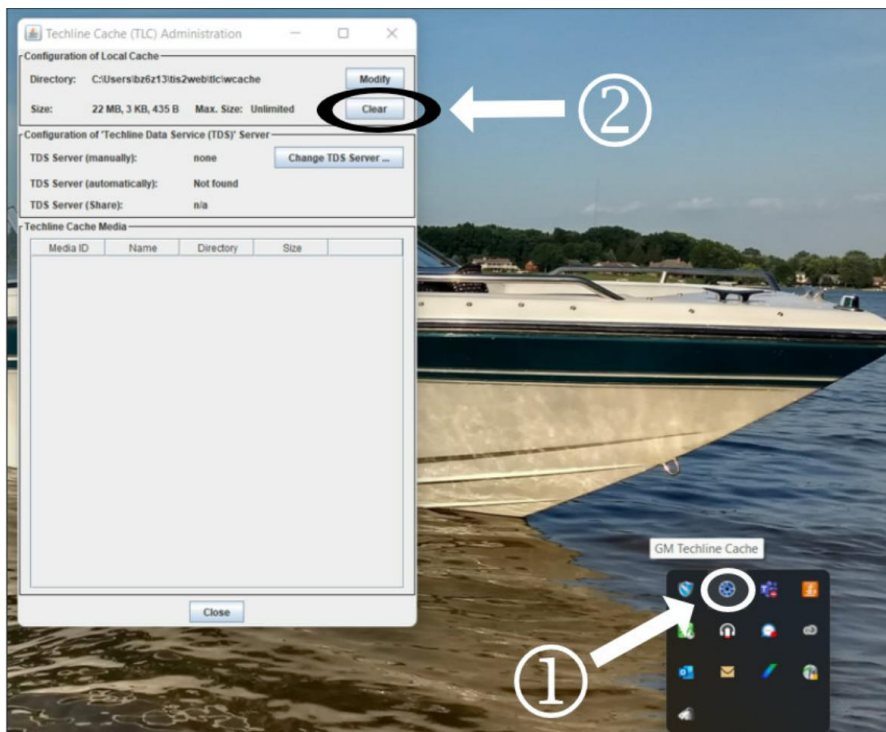 Techline Cache (TLC) Administration
Configuration of Local Cache
Directory: C:\Users\bz6z13\tis2web\tlc\wcache Modify
Size: 22 MB, 3 KB, 435 B Max. Size: Unlimited Clear
②
Configuration of 'Techline Data Service (TDS)' Server
TDS Server (manually): none Change TDS Server ...
TDS Server (automatically): Not found
TDS Server (Share): n/a
Techline Cache Media
Media ID Name Directory Size
GM Techline Cache
Close
①